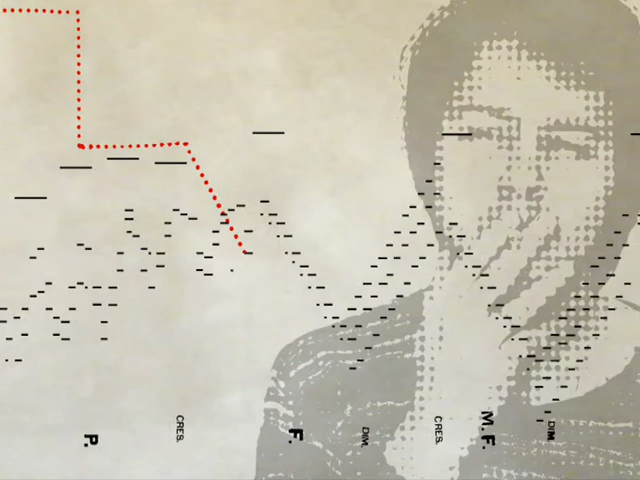 P.
CRES.
F.
DIM.
CRES.
M. F.
DIM.